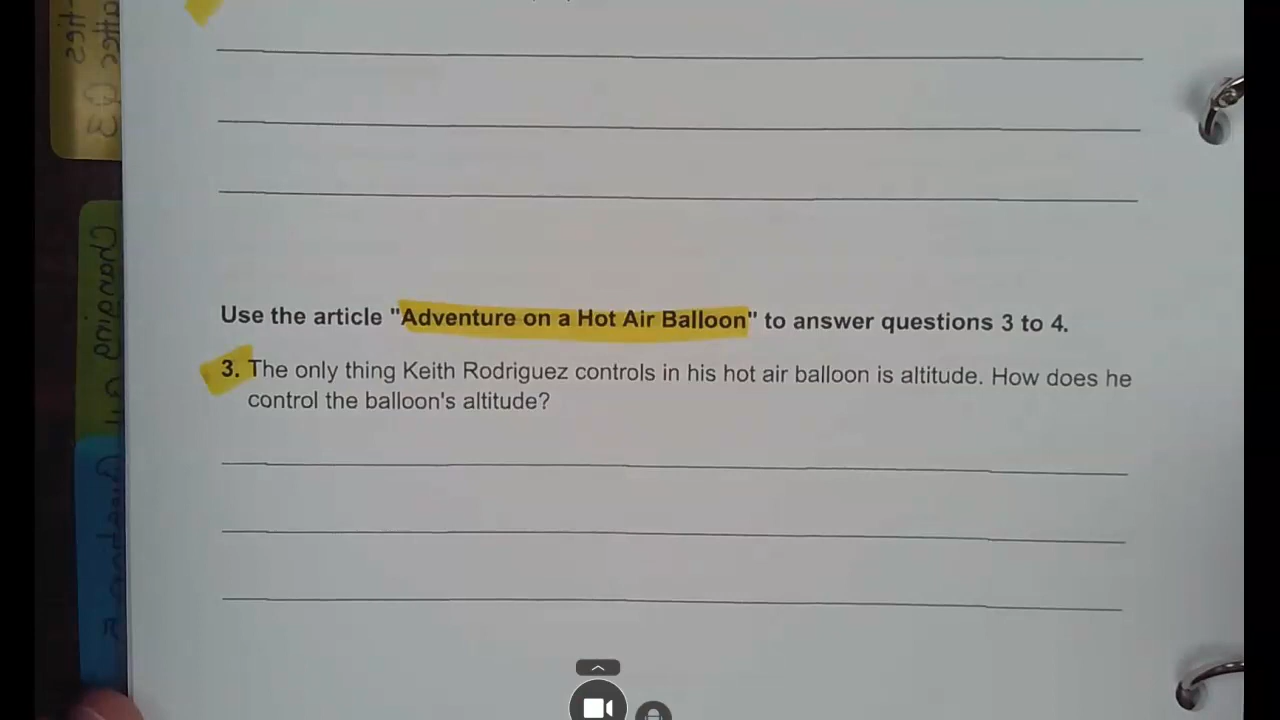 Use the article "Adventure on a Hot Air Balloon" to answer questions 3 to 4.
3. The only thing Keith Rodriguez controls in his hot air balloon is altitude. How does he
control the balloon's altitude?